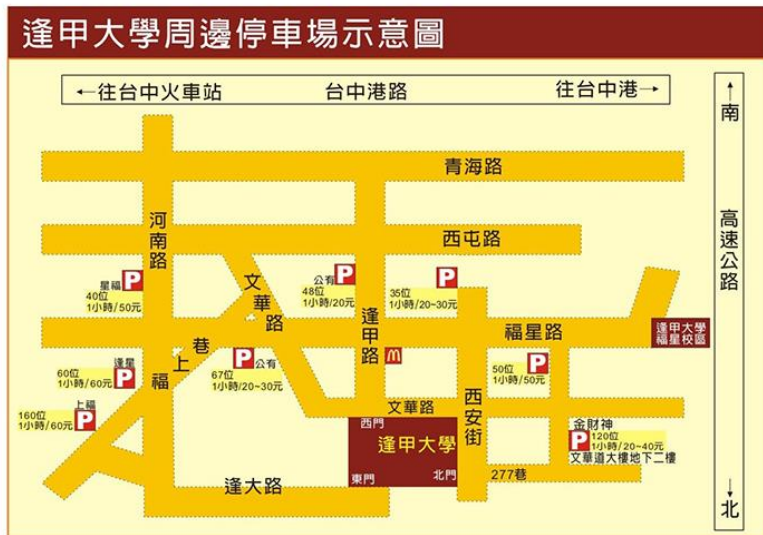 逢甲大學周邊停車場示意圖
←往台中火車站 台中港路 往台中港→
↑
南
高速公路
↓
北
青海路
河南路
西屯路
星福 P
40位
1小時/50元
文華路
公有 P
48位
1小時/20元
P
35位
1小時/20~30元
逢甲路
福星路
逢甲大學
福星校區
福上巷
逢星
60位 P
1小時/60元
P 公有
67位
1小時/20~30元
M
50位 P
1小時/50元
上福
160位 P
1小時/60元
文華路
西安街
西門
逢甲大學
東門
北門
金財神
P 120位
1小時/20~40元
文華道大樓地下二樓
277巷
逢大路